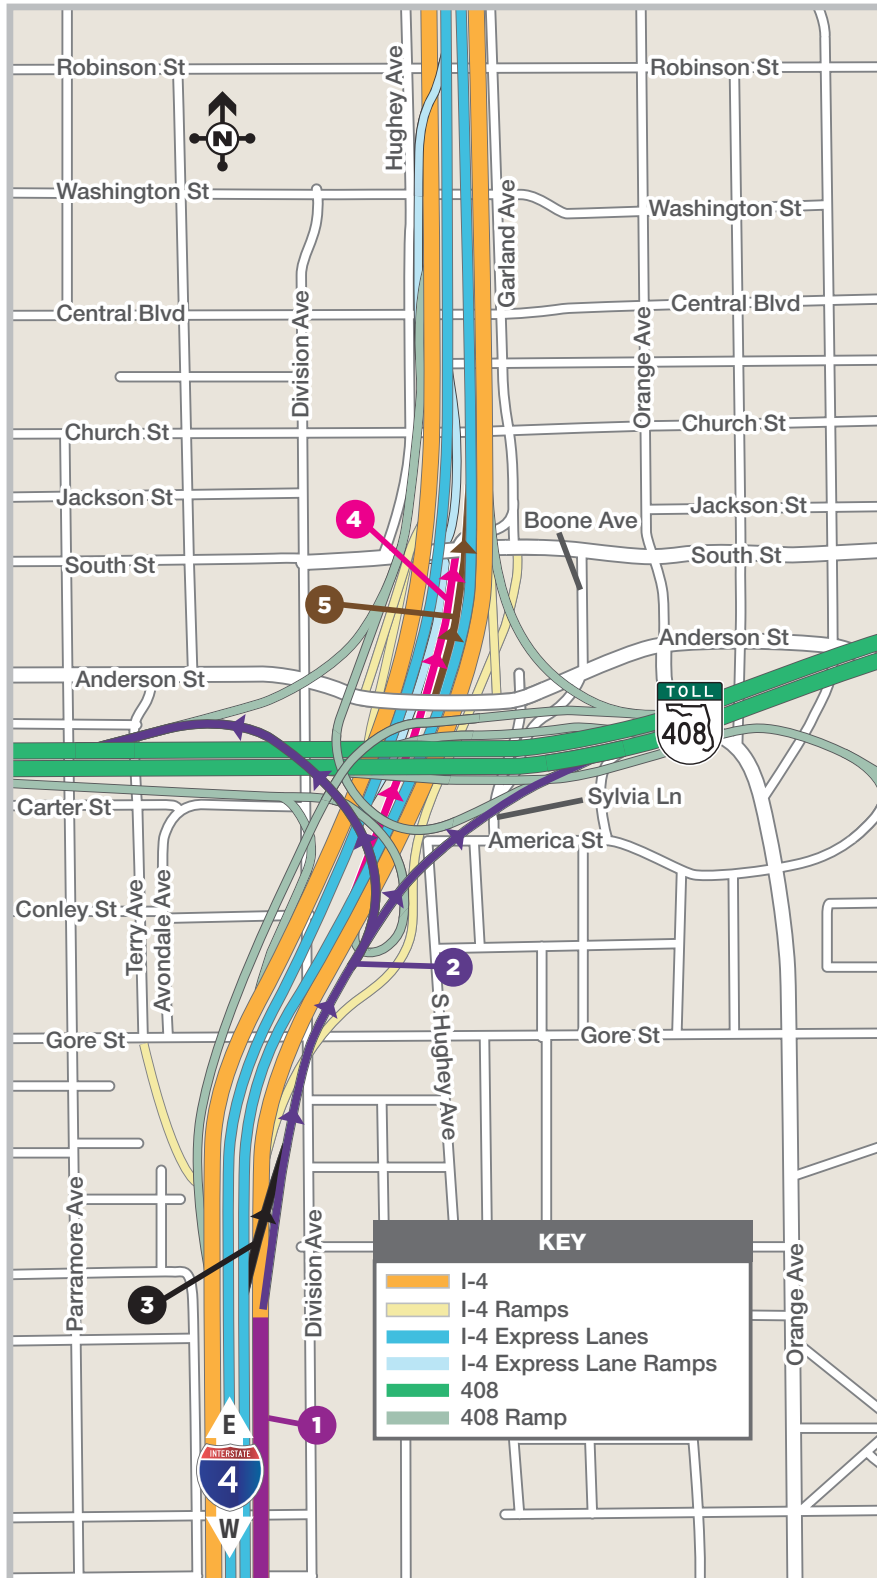 Robinson St
Hughey Ave
Robinson St
N
Washington St
Garland Ave
Washington St
Central Blvd
Division Ave
Central Blvd
Orange Ave
Church St
Church St
Jackson St
4
Boone Ave
Jackson St
South St
South St
5
Anderson St
Anderson St
TOLL
408
Carter St
Sylvia Ln
America St
Conley St
Terry Ave
Avondale Ave
2
S Hughey Ave
Gore St
Gore St
Parramore Ave
Division Ave
3
Orange Ave
KEY
I-4
I-4 Ramps
I-4 Express Lanes
I-4 Express Lane Ramps
408
408 Ramp
1
E
INTERSTATE
4
W